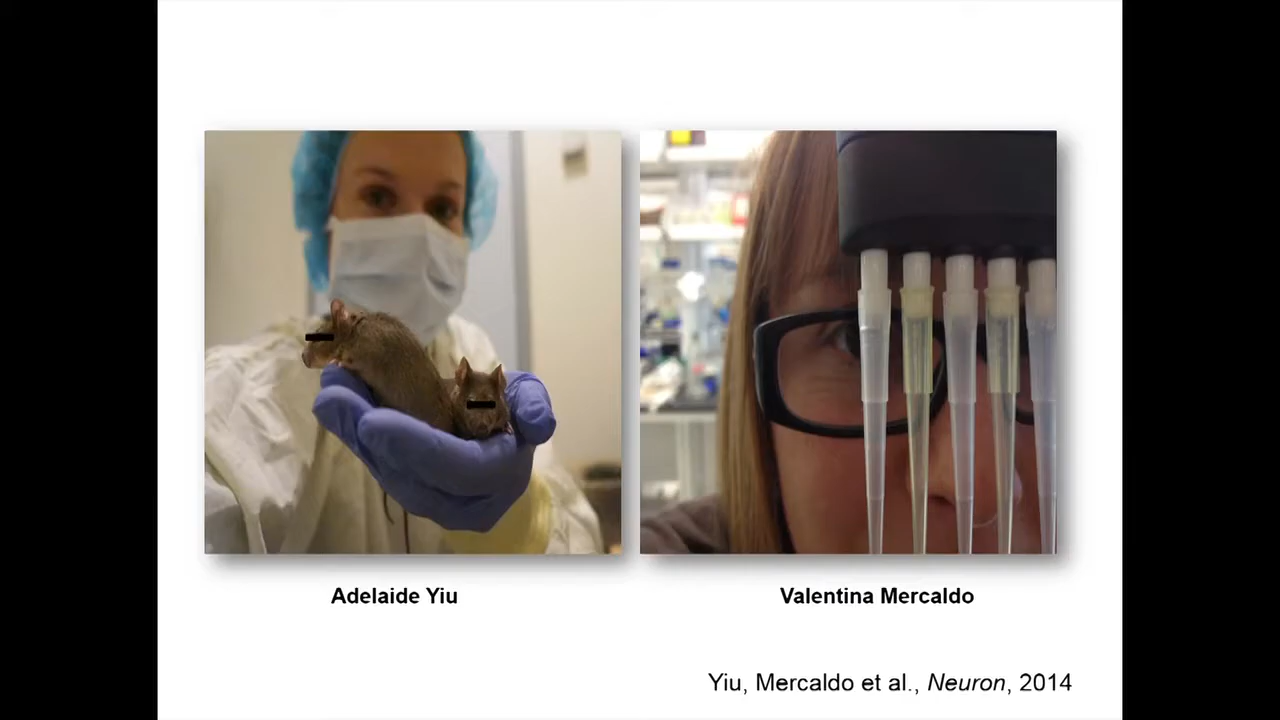 Adelaide Yiu
Valentina Mercaldo
Yiu, Mercaldo et al., Neuron, 2014